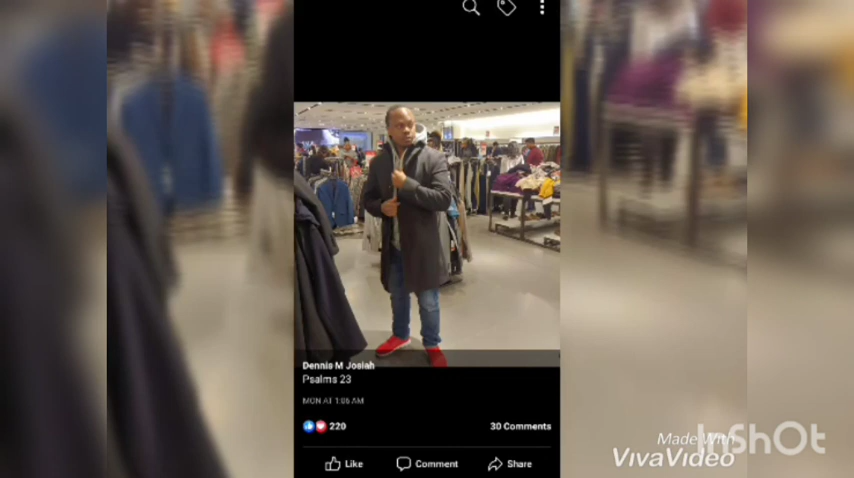 Dennis M Josiah
Psalms 23
MON AT 1:06 AM
220
30 Comments
Like
Comment
Share
Made With
VivaVideo
InShOt